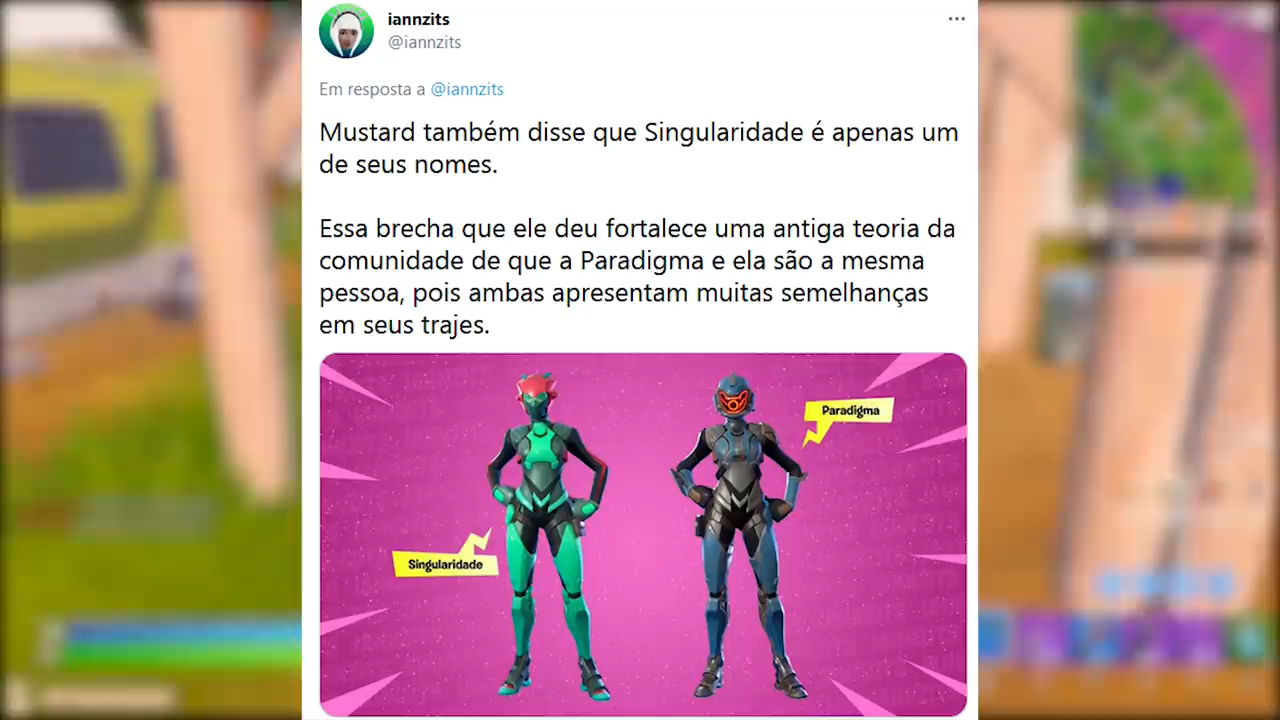 iannzits
@iannzits
Em resposta a @iannzits
Mustard também disse que Singularidade é apenas um
de seus nomes.
Essa brecha que ele deu fortalece uma antiga teoria da
comunidade de que a Paradigma e ela são a mesma
pessoa, pois ambas apresentam muitas semelhanças
em seus trajes.
Paradigma
Singularidade